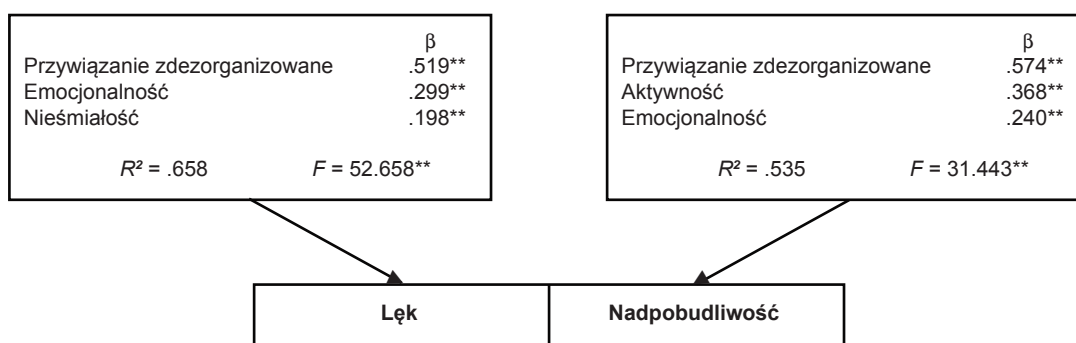 β
Przywiązanie zdezorganizowane .519**
Emocjonalność .299**
Nieśmiałość .198**
R² = .658 F = 52.658**
β
Przywiązanie zdezorganizowane .574**
Aktywność .368**
Emocjonalność .240**
R² = .535 F = 31.443**
Lęk
Nadpobudliwość